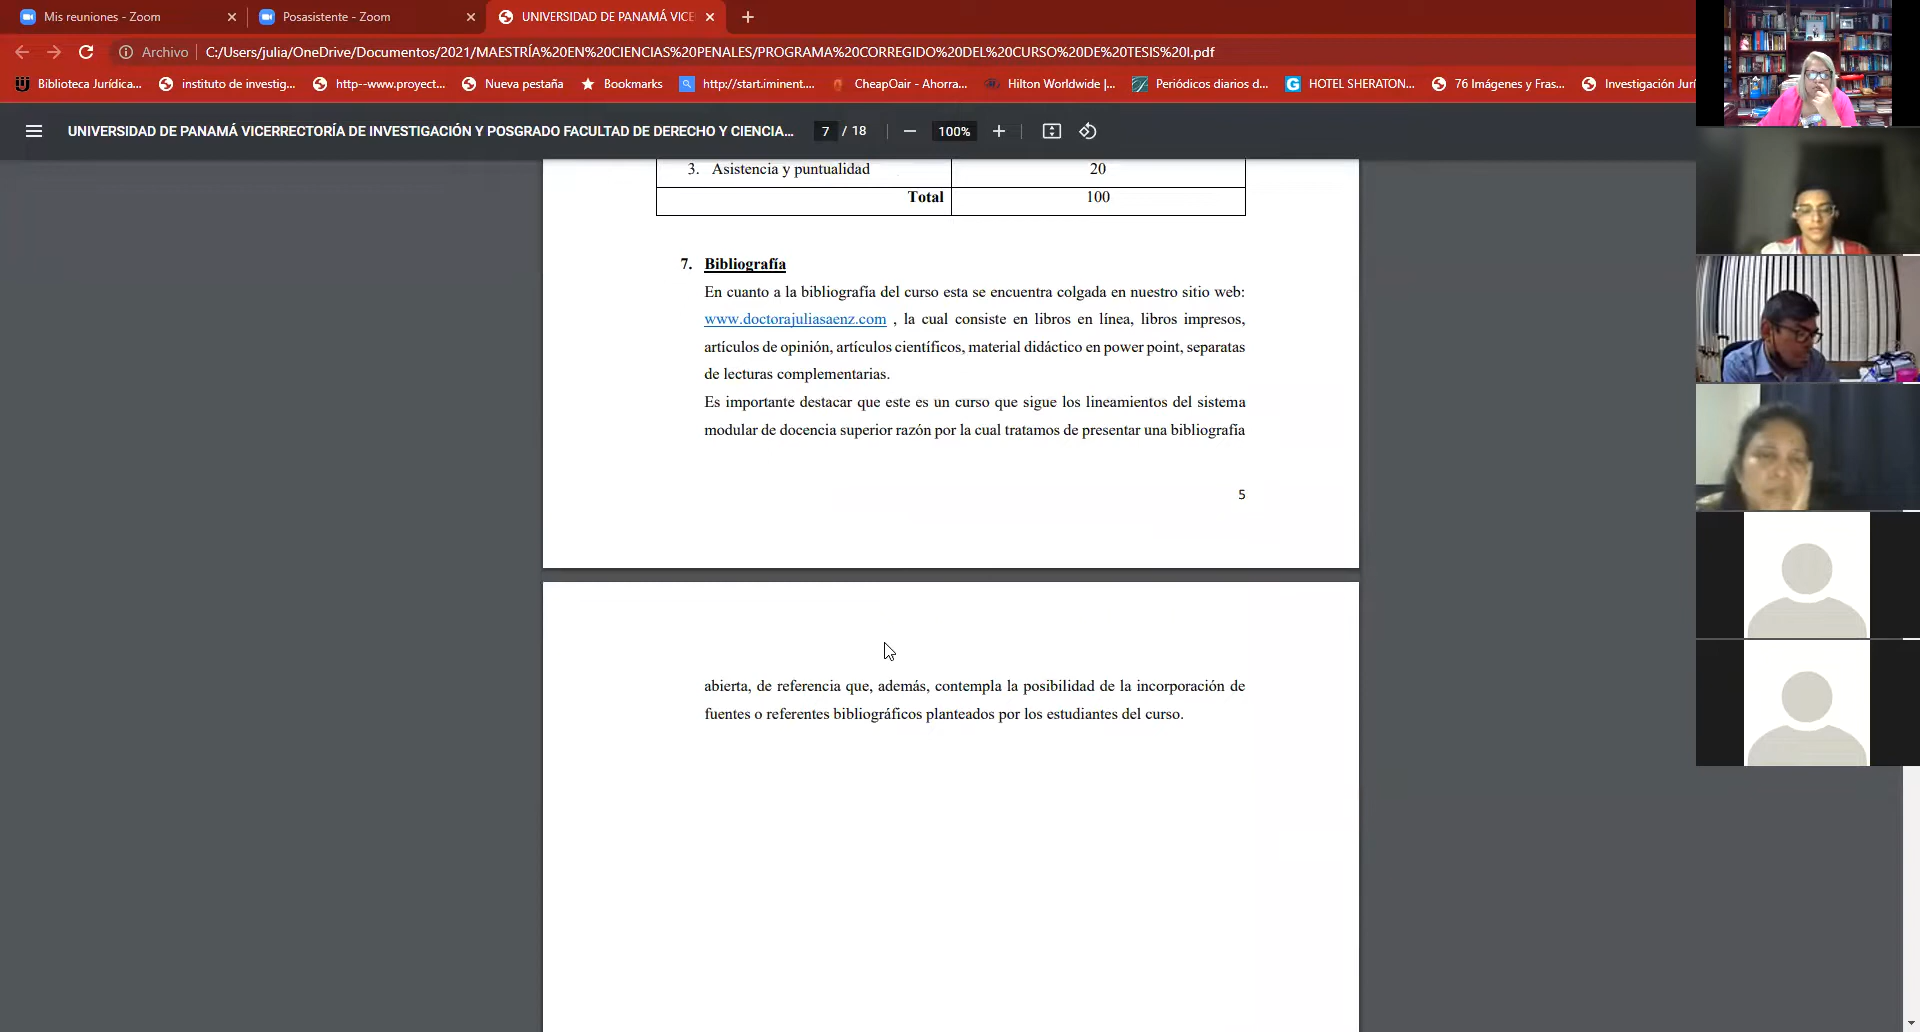 Mis reuniones - Zoom
Posasistente - Zoom
UNIVERSIDAD DE PANAMÁ VICE
Archivo
C:/Users/julia/OneDrive/Documentos/2021/MAESTRÍA%20EN%20CIENCIAS%20PENALES/PROGRAMA%20CORREGIDO%20DEL%20CURSO%20DE%20TESIS%20I.pdf
Biblioteca Jurídica...
instituto de investig...
http--www.proyect...
Nueva pestaña
Bookmarks
http://start.iminent....
CheapOair - Ahorra...
Hilton Worldwide |...
Periódicos diarios d...
HOTEL SHERATON...
76 Imágenes y Fras...
Investigación Jurí
UNIVERSIDAD DE PANAMÁ VICERRECTORÍA DE INVESTIGACIÓN Y POSGRADO FACULTAD DE DERECHO Y CIENCIA...
7 / 18
100%
3. Asistencia y puntualidad 20
Total 100
7. Bibliografía
En cuanto a la bibliografía del curso esta se encuentra colgada en nuestro sitio web:
www.doctorajuliasaenz.com , la cual consiste en libros en línea, libros impresos,
artículos de opinión, artículos científicos, material didáctico en power point, separatas
de lecturas complementarias.
Es importante destacar que este es un curso que sigue los lineamientos del sistema
modular de docencia superior razón por la cual tratamos de presentar una bibliografía
5
abierta, de referencia que, además, contempla la posibilidad de la incorporación de
fuentes o referentes bibliográficos planteados por los estudiantes del curso.